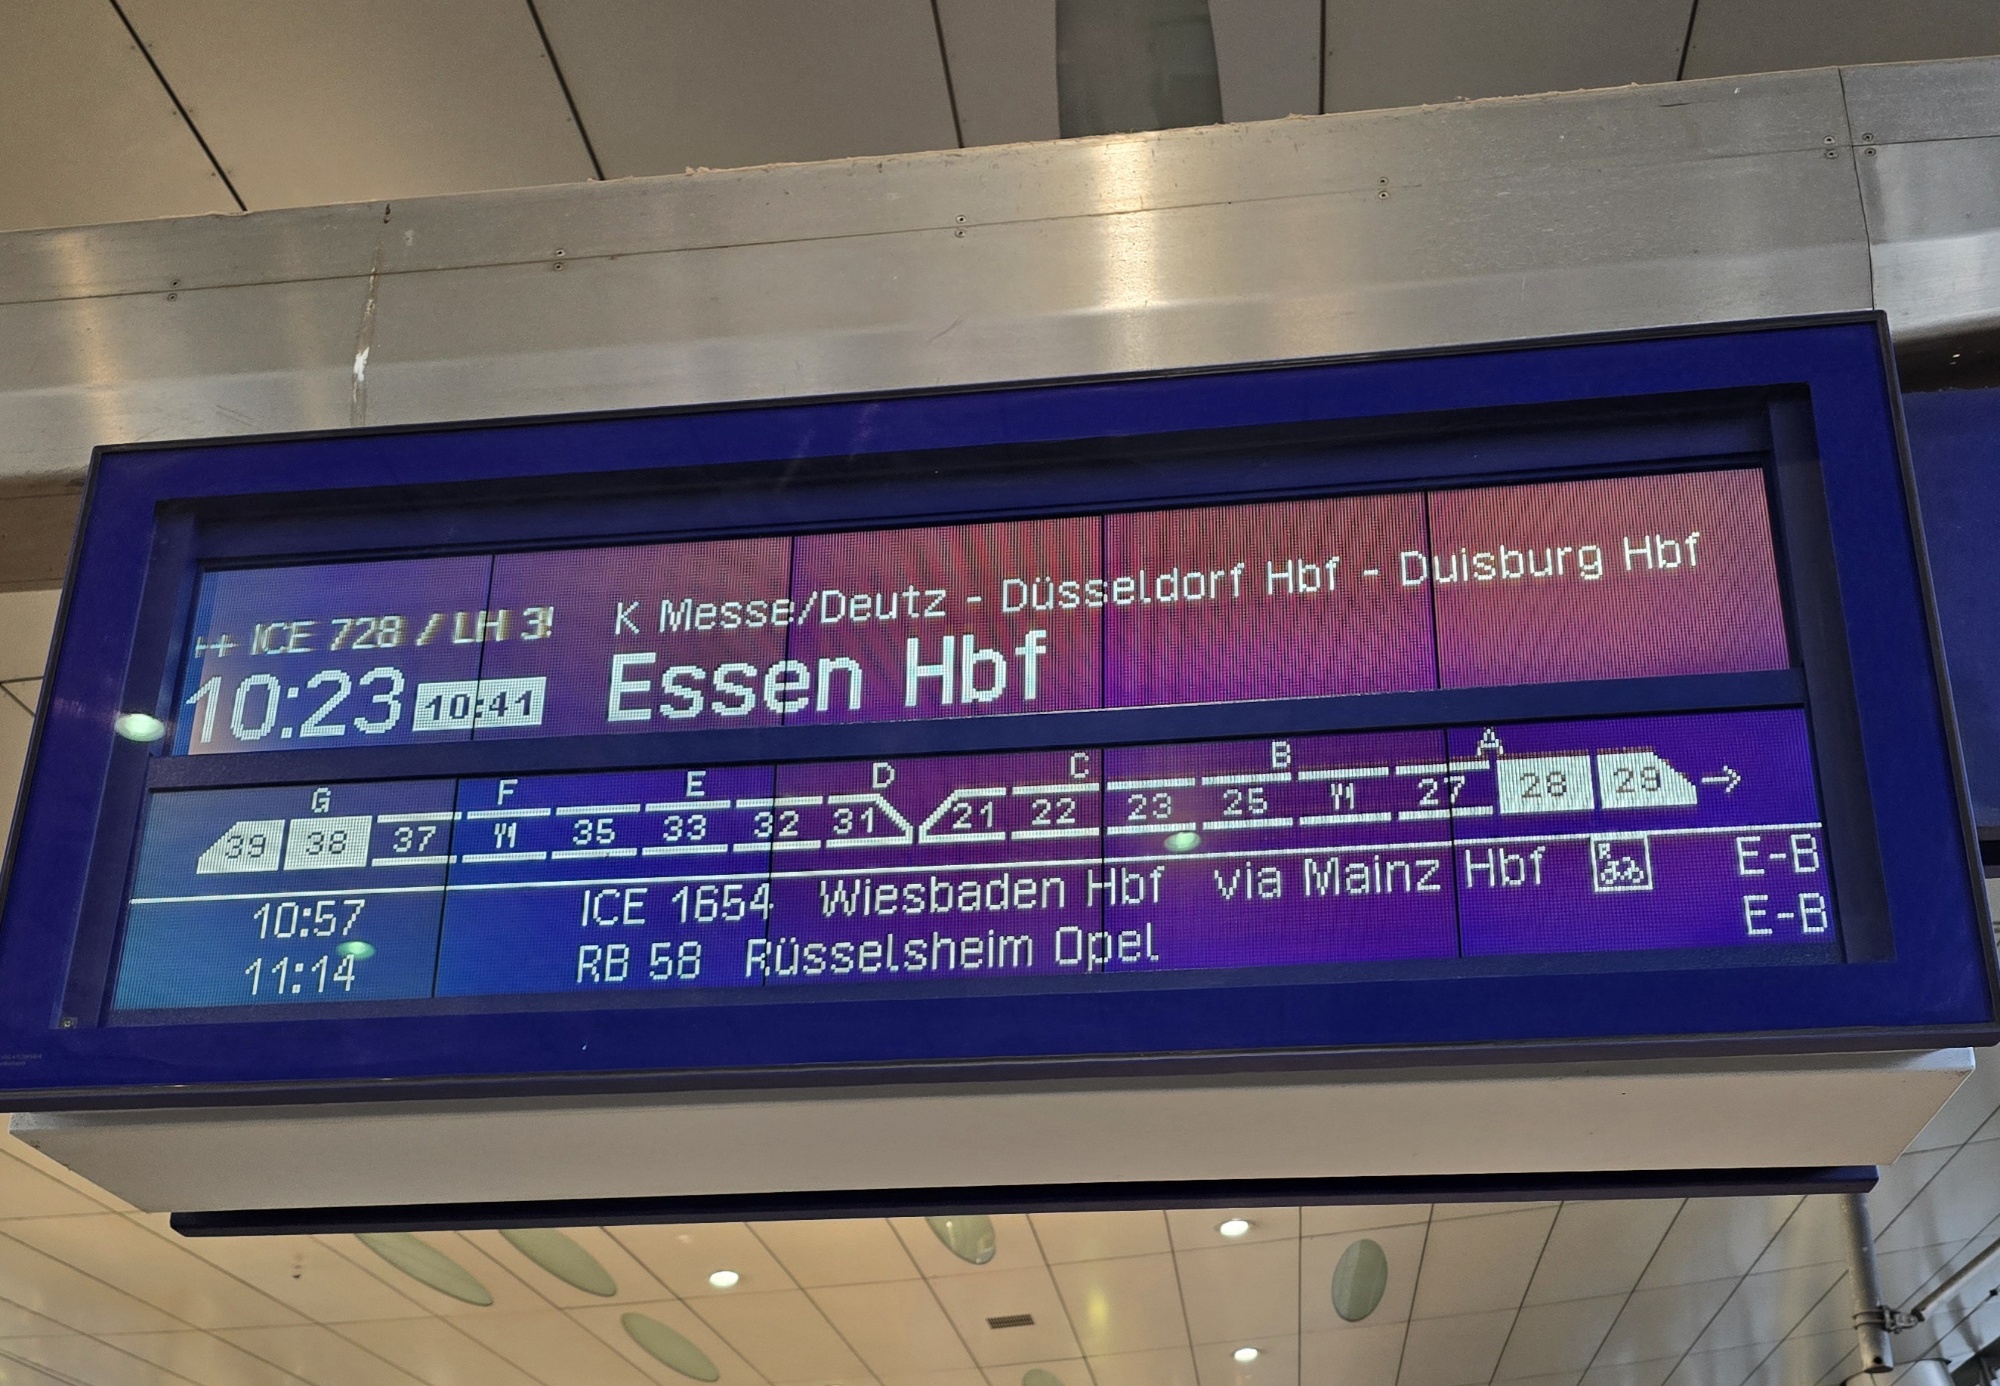 ICE 728 / LH 3
K Messe/Deutz - Düsseldorf Hbf - Duisburg Hbf
10:23 10:41 Essen Hbf
G F E D C B A
39 38 37 35 33 32 31 21 22 23 25 27 28 29 →
10:57 ICE 1654 Wiesbaden Hbf via Mainz Hbf R E-B
11:14 RB 58 Rüsselsheim Opel E-B